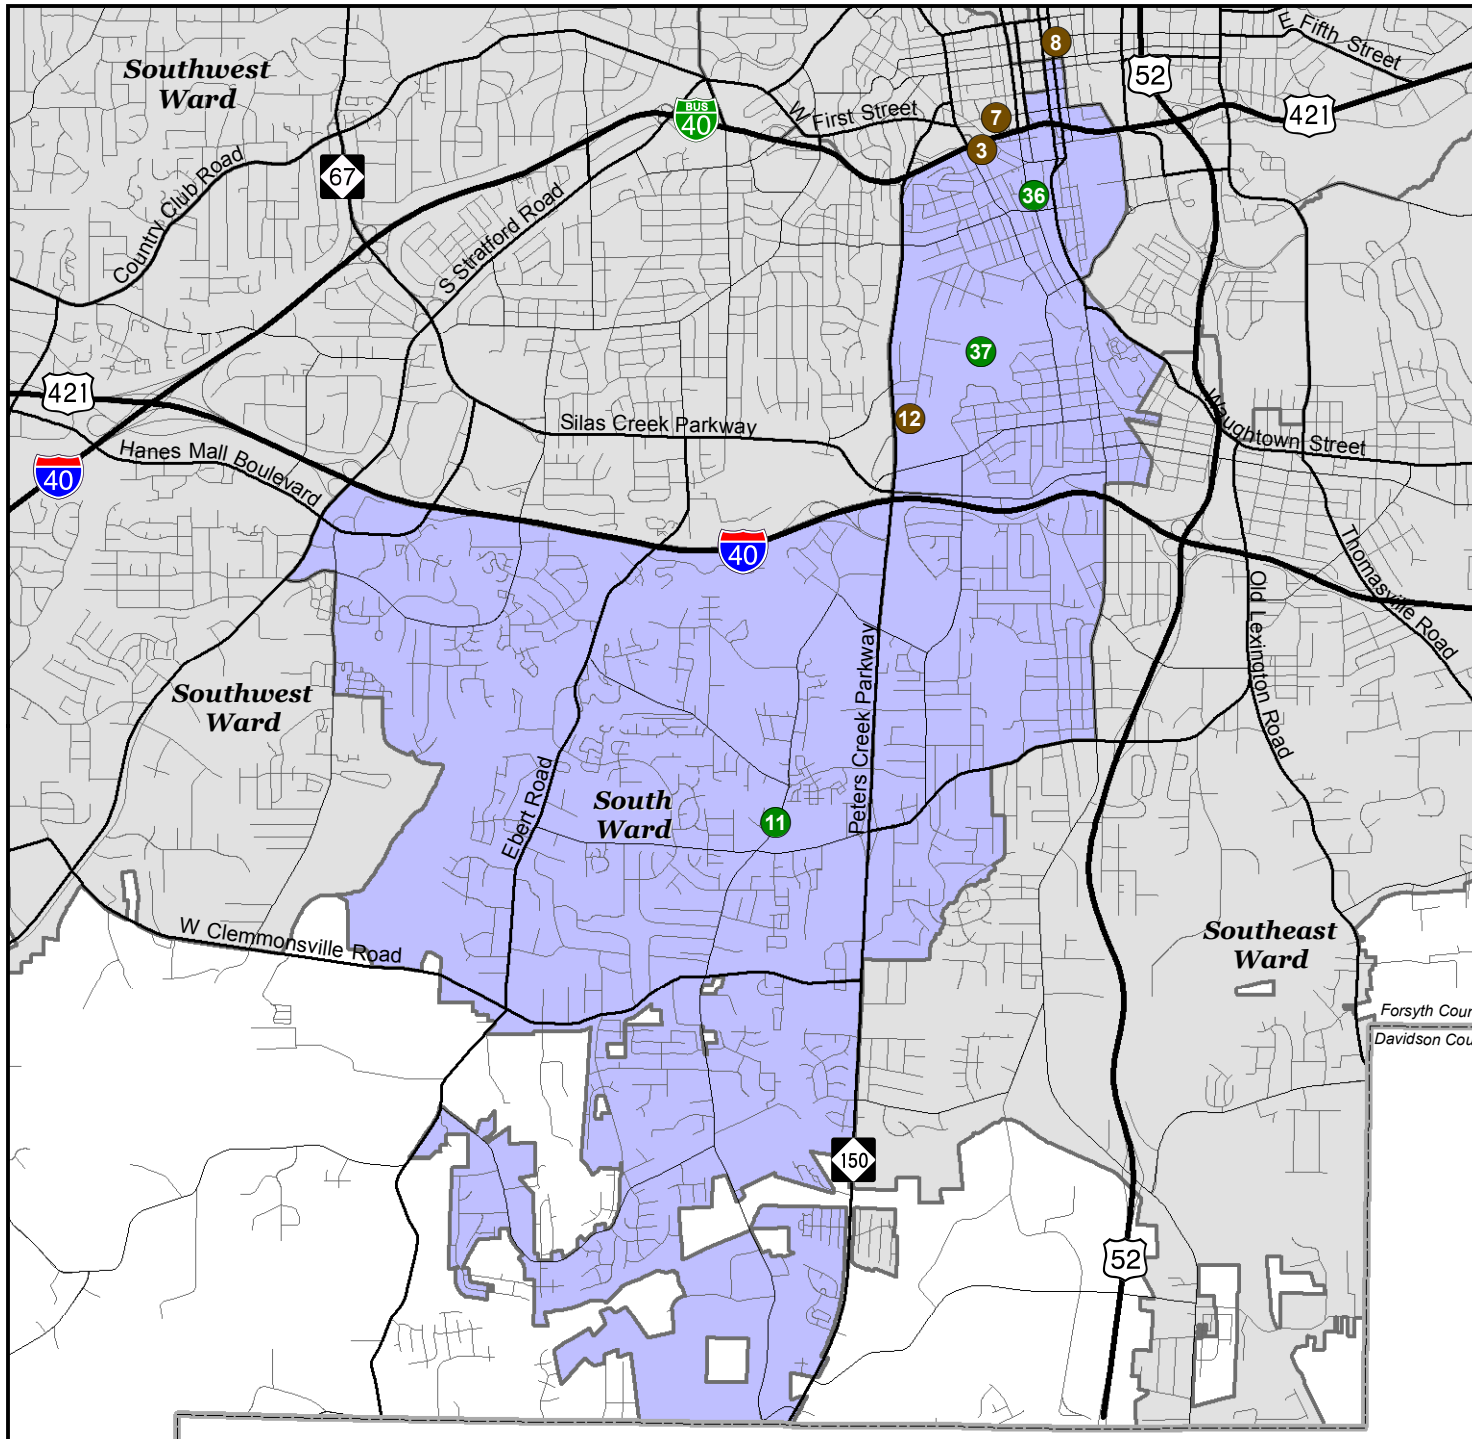 8
E Fifth Street
52
Southwest
Ward
BUS
40
W First Street
7
421
3
Country Club Road
67
36
S Stratford Road
37
421
12
Silas Creek Parkway
Waughtown Street
Hanes Mall Boulevard
40
40
Thomasville Road
Old Lexington Road
Peters Creek Parkway
Southwest
Ward
Ebert Road
South
Ward
11
W Clemmonsville Road
Southeast
Ward
Forsyth Coun
Davidson Cou
150
52